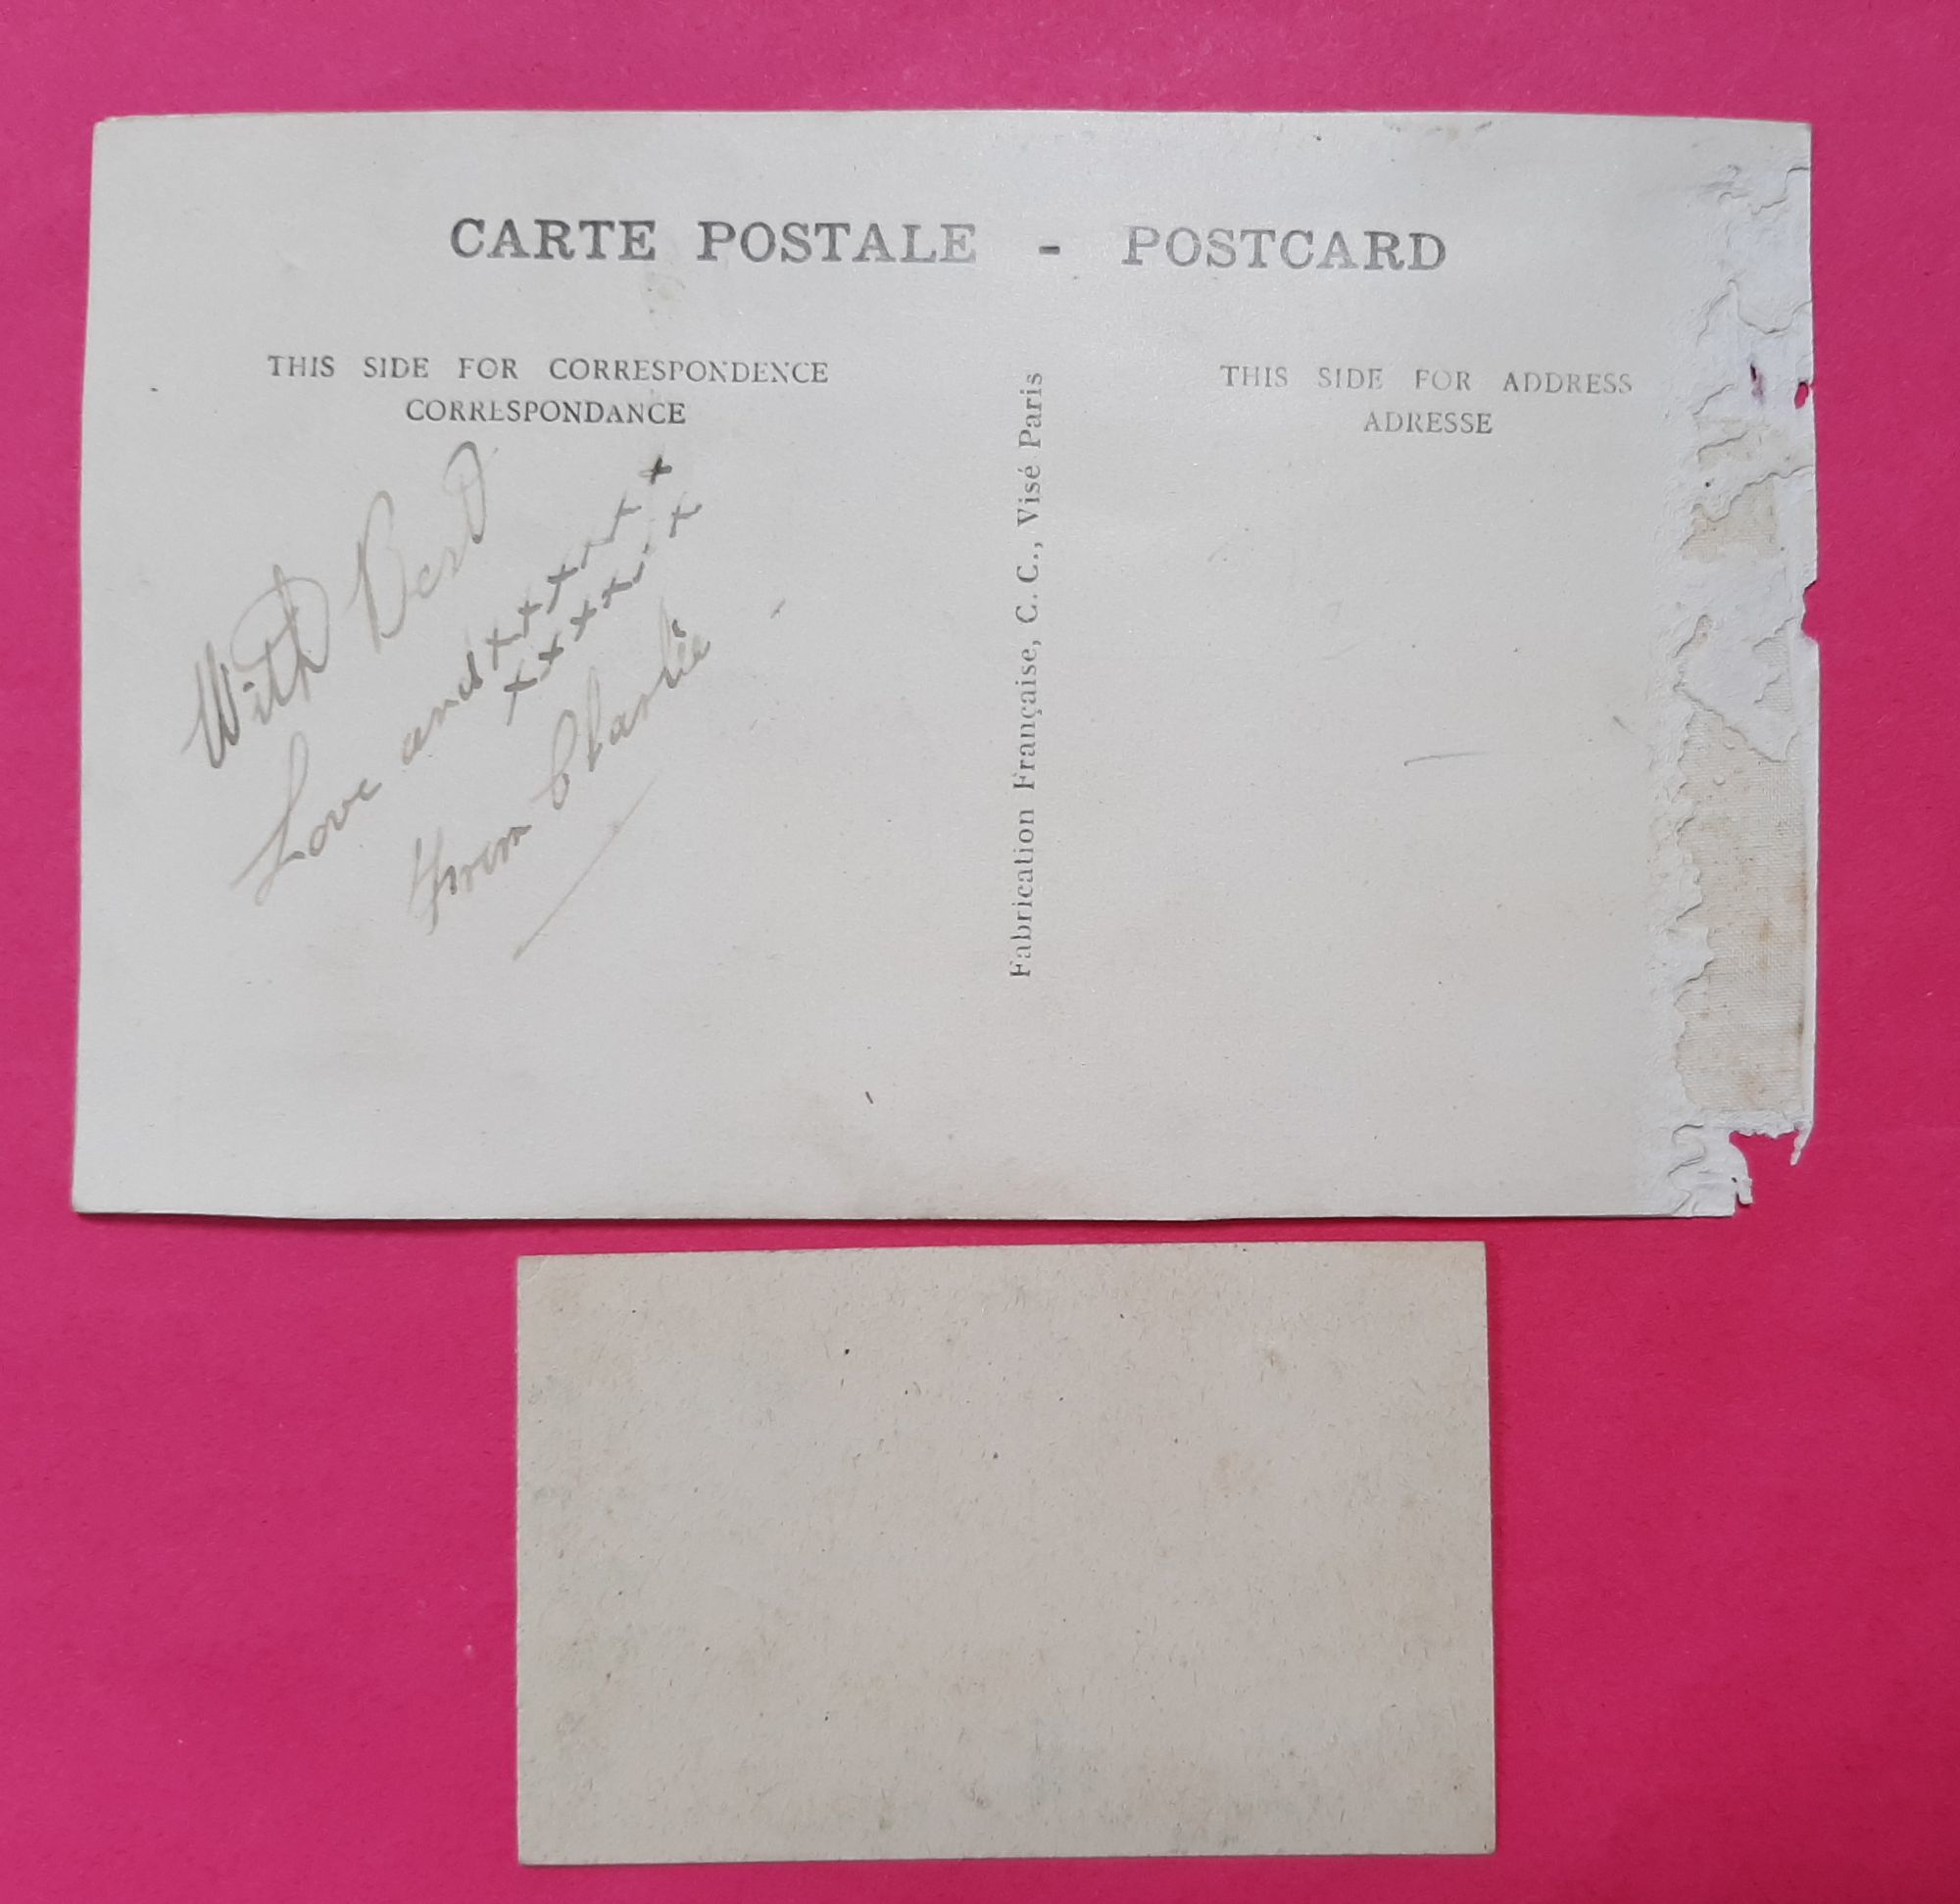 CARTE POSTALE - POSTCARD
THIS SIDE FOR CORRESPONDENCE
CORRESPONDANCE
With Best
Love and x x x x x x x
x x x x x x x
from Charlie
Fabrication Française, C. C., Visé Paris
THIS SIDE FOR ADDRESS
ADRESSE